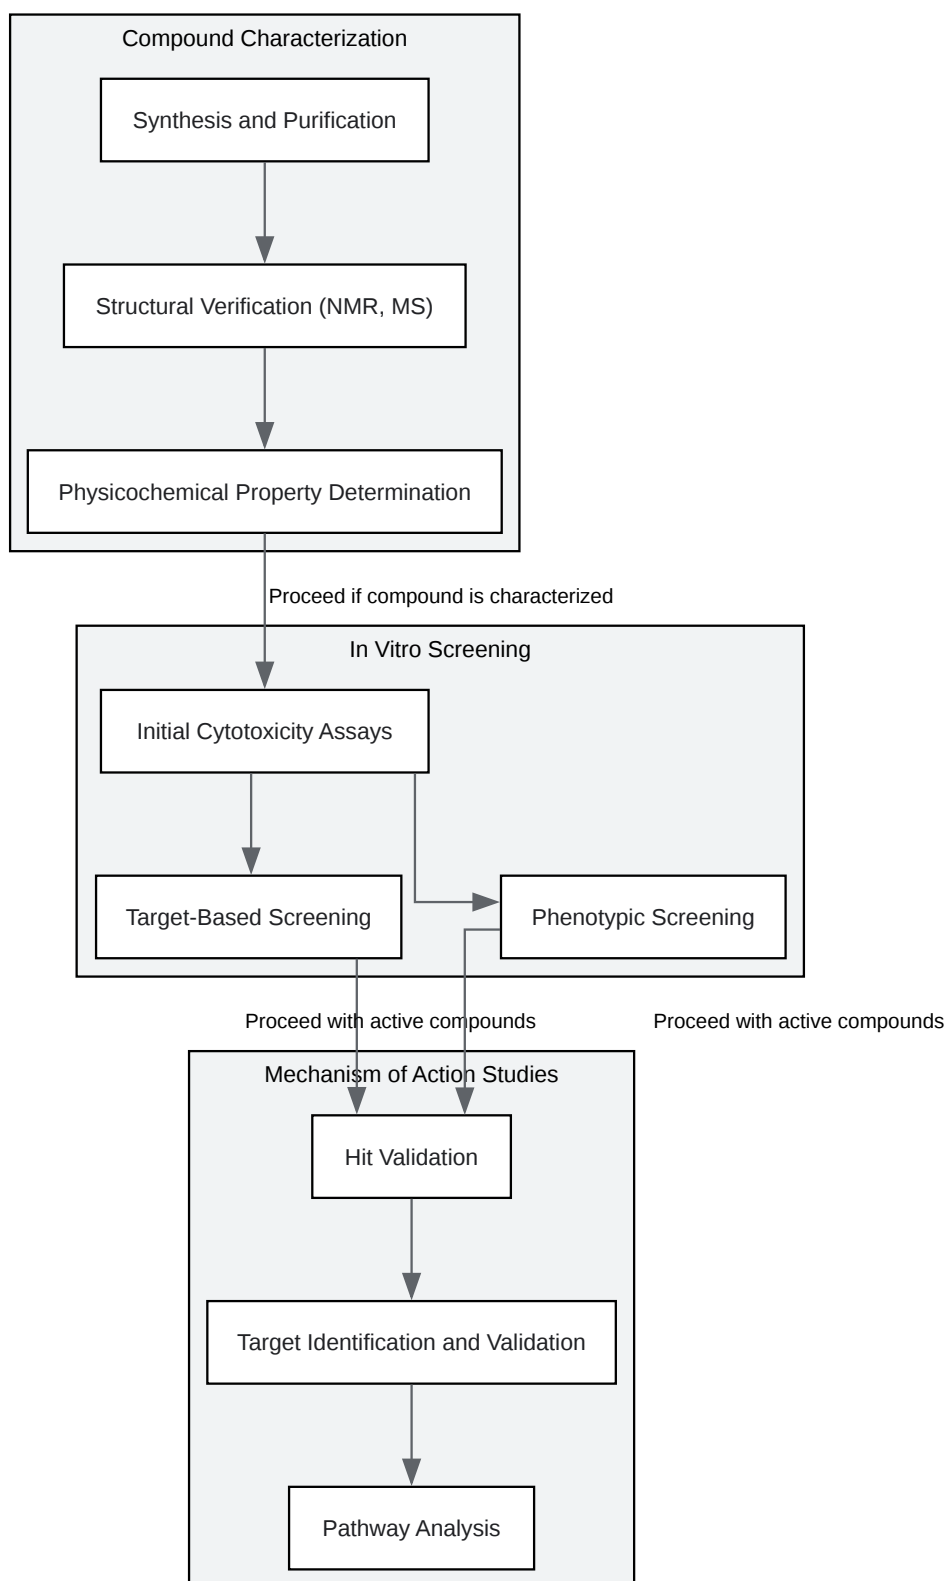 Compound Characterization
Synthesis and Purification
Structural Verification (NMR, MS)
Physicochemical Property Determination
Proceed if compound is characterized
In Vitro Screening
Initial Cytotoxicity Assays
Target-Based Screening
Phenotypic Screening
Proceed with active compounds
Proceed with active compounds
Mechanism of Action Studies
Hit Validation
Target Identification and Validation
Pathway Analysis